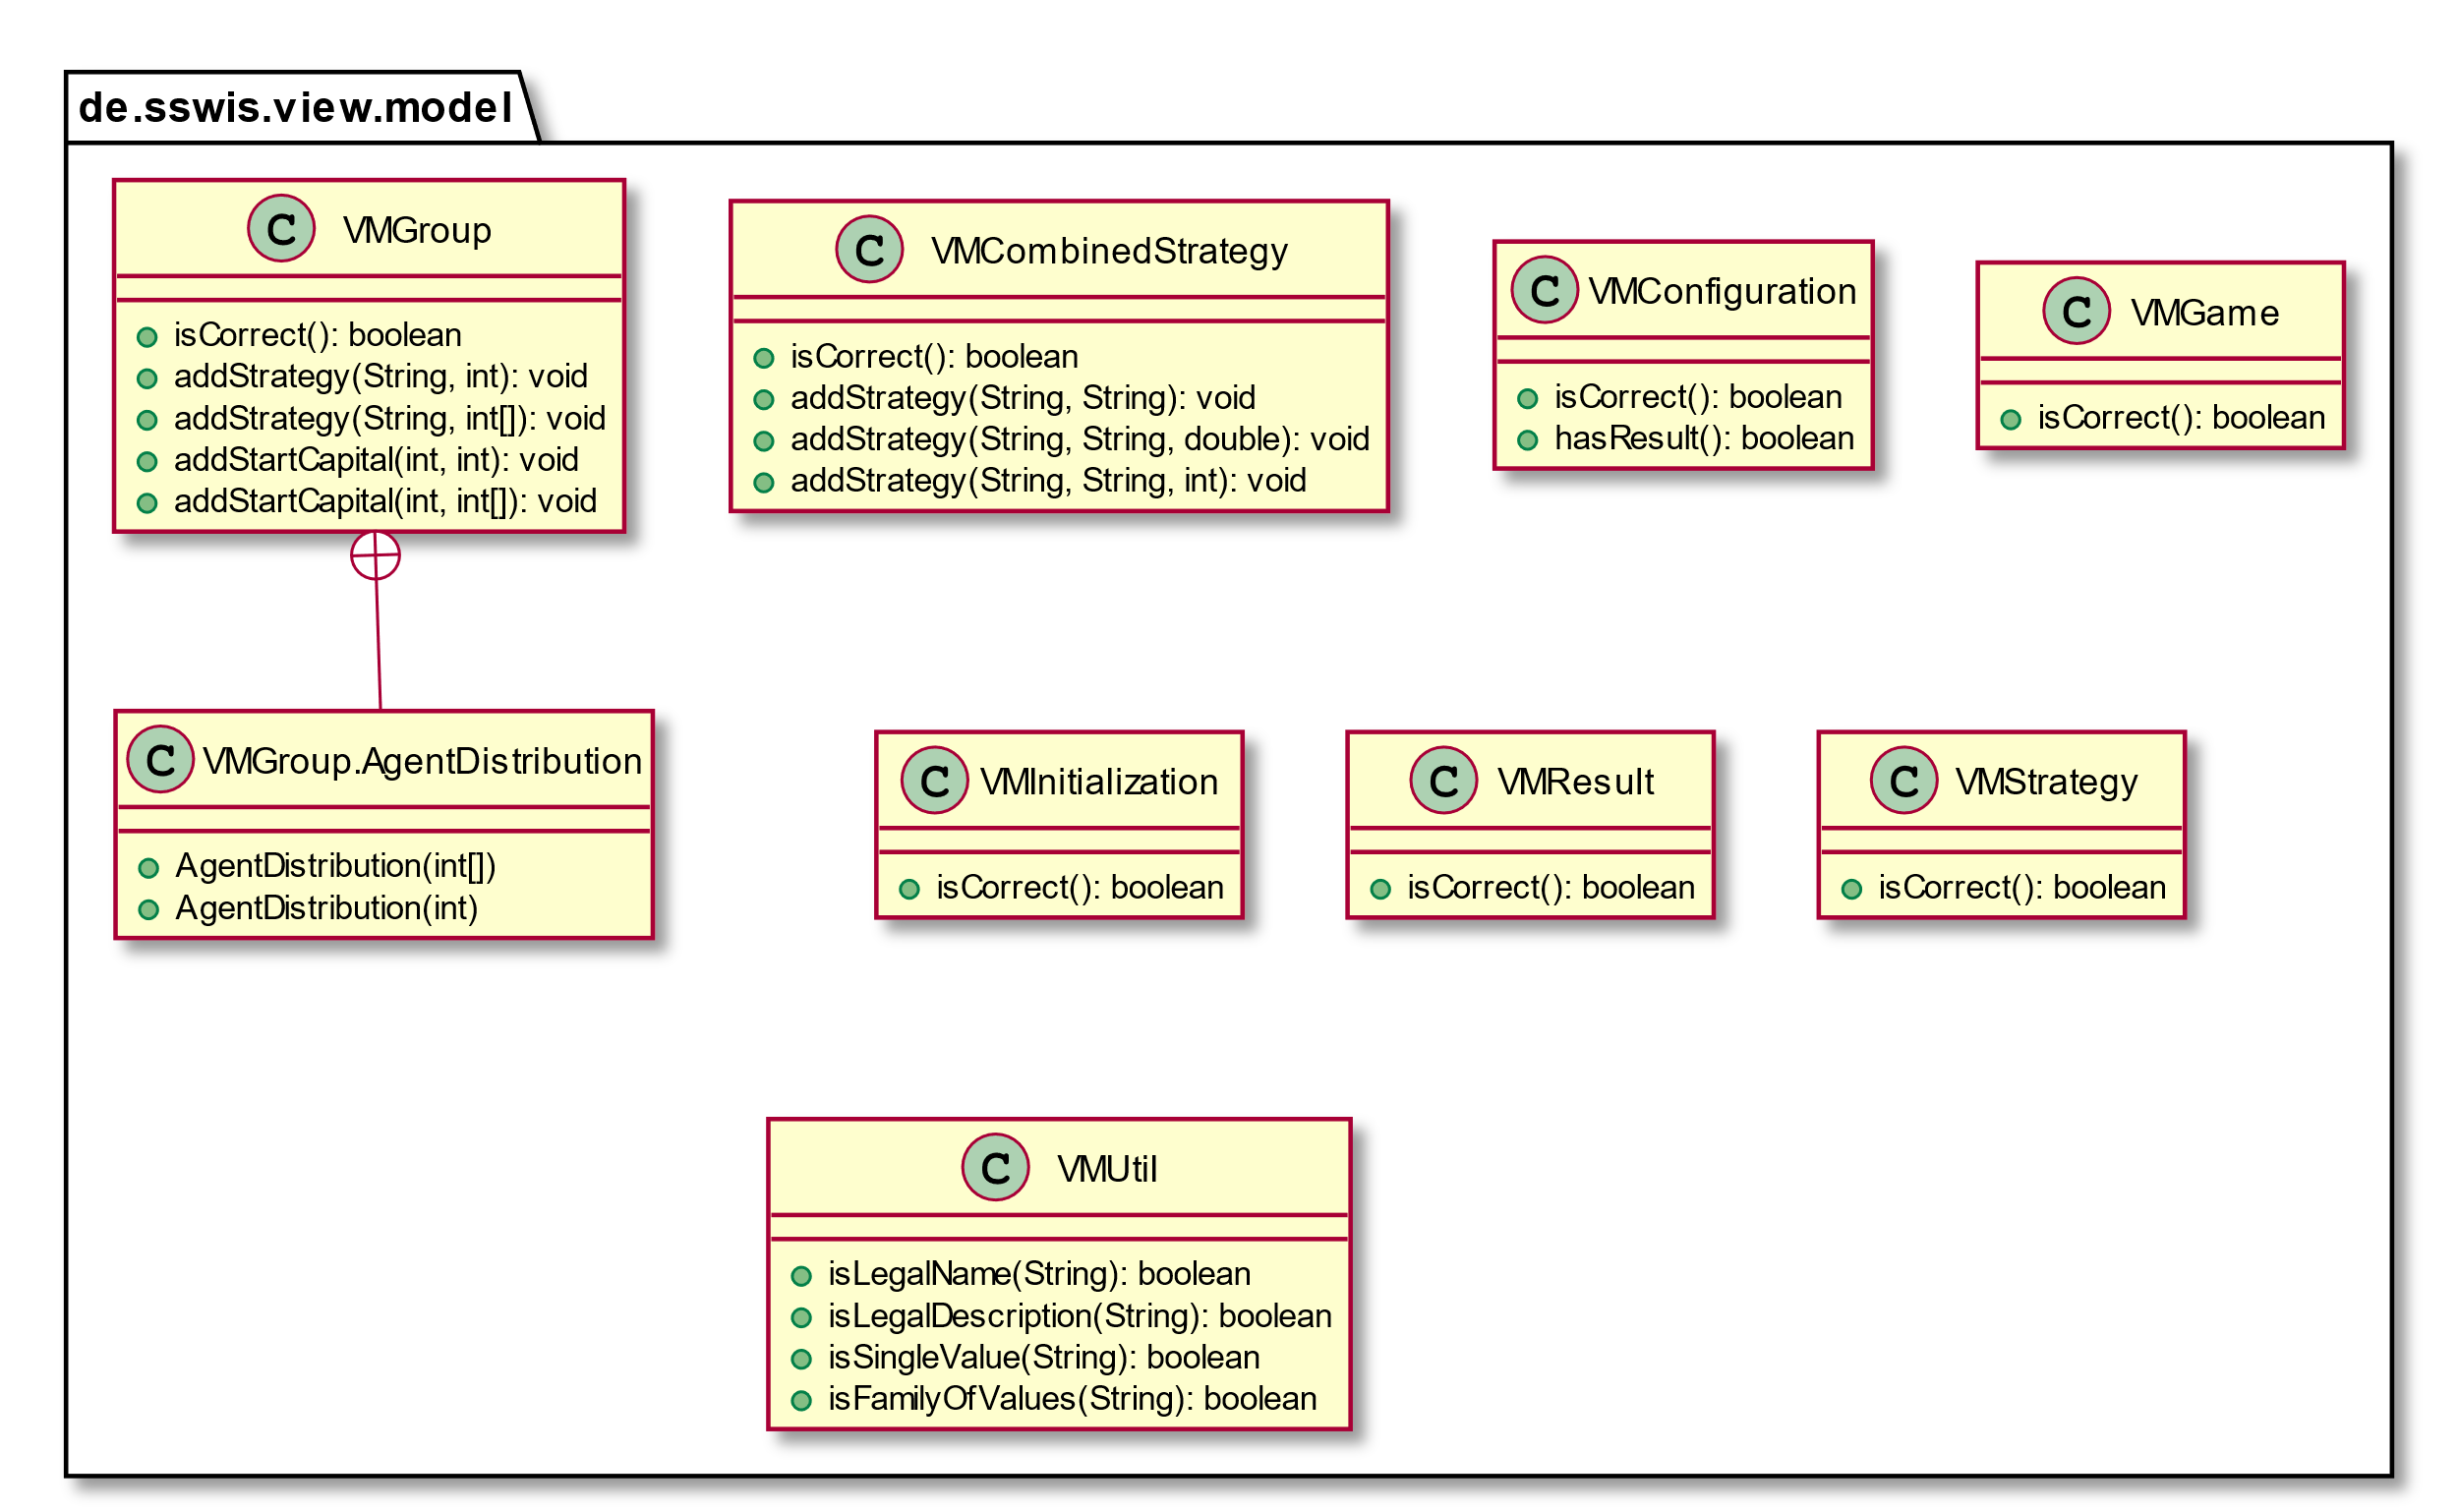 de.sswis.view.model
C VMGroup
isCorrect(): boolean
addStrategy(String, int): void
addStrategy(String, int[]): void
addStartCapital(int, int): void
addStartCapital(int, int[]): void
C VMCombinedStrategy
isCorrect(): boolean
addStrategy(String, String): void
addStrategy(String, String, double): void
addStrategy(String, String, int): void
C VMConfiguration
isCorrect(): boolean
hasResult(): boolean
C VMGame
isCorrect(): boolean
C VMGroup.AgentDistribution
AgentDistribution(int[])
AgentDistribution(int)
C VMInitialization
isCorrect(): boolean
C VMResult
isCorrect(): boolean
C VMStrategy
isCorrect(): boolean
C VMUtil
isLegalName(String): boolean
isLegalDescription(String): boolean
isSingleValue(String): boolean
isFamilyOfValues(String): boolean